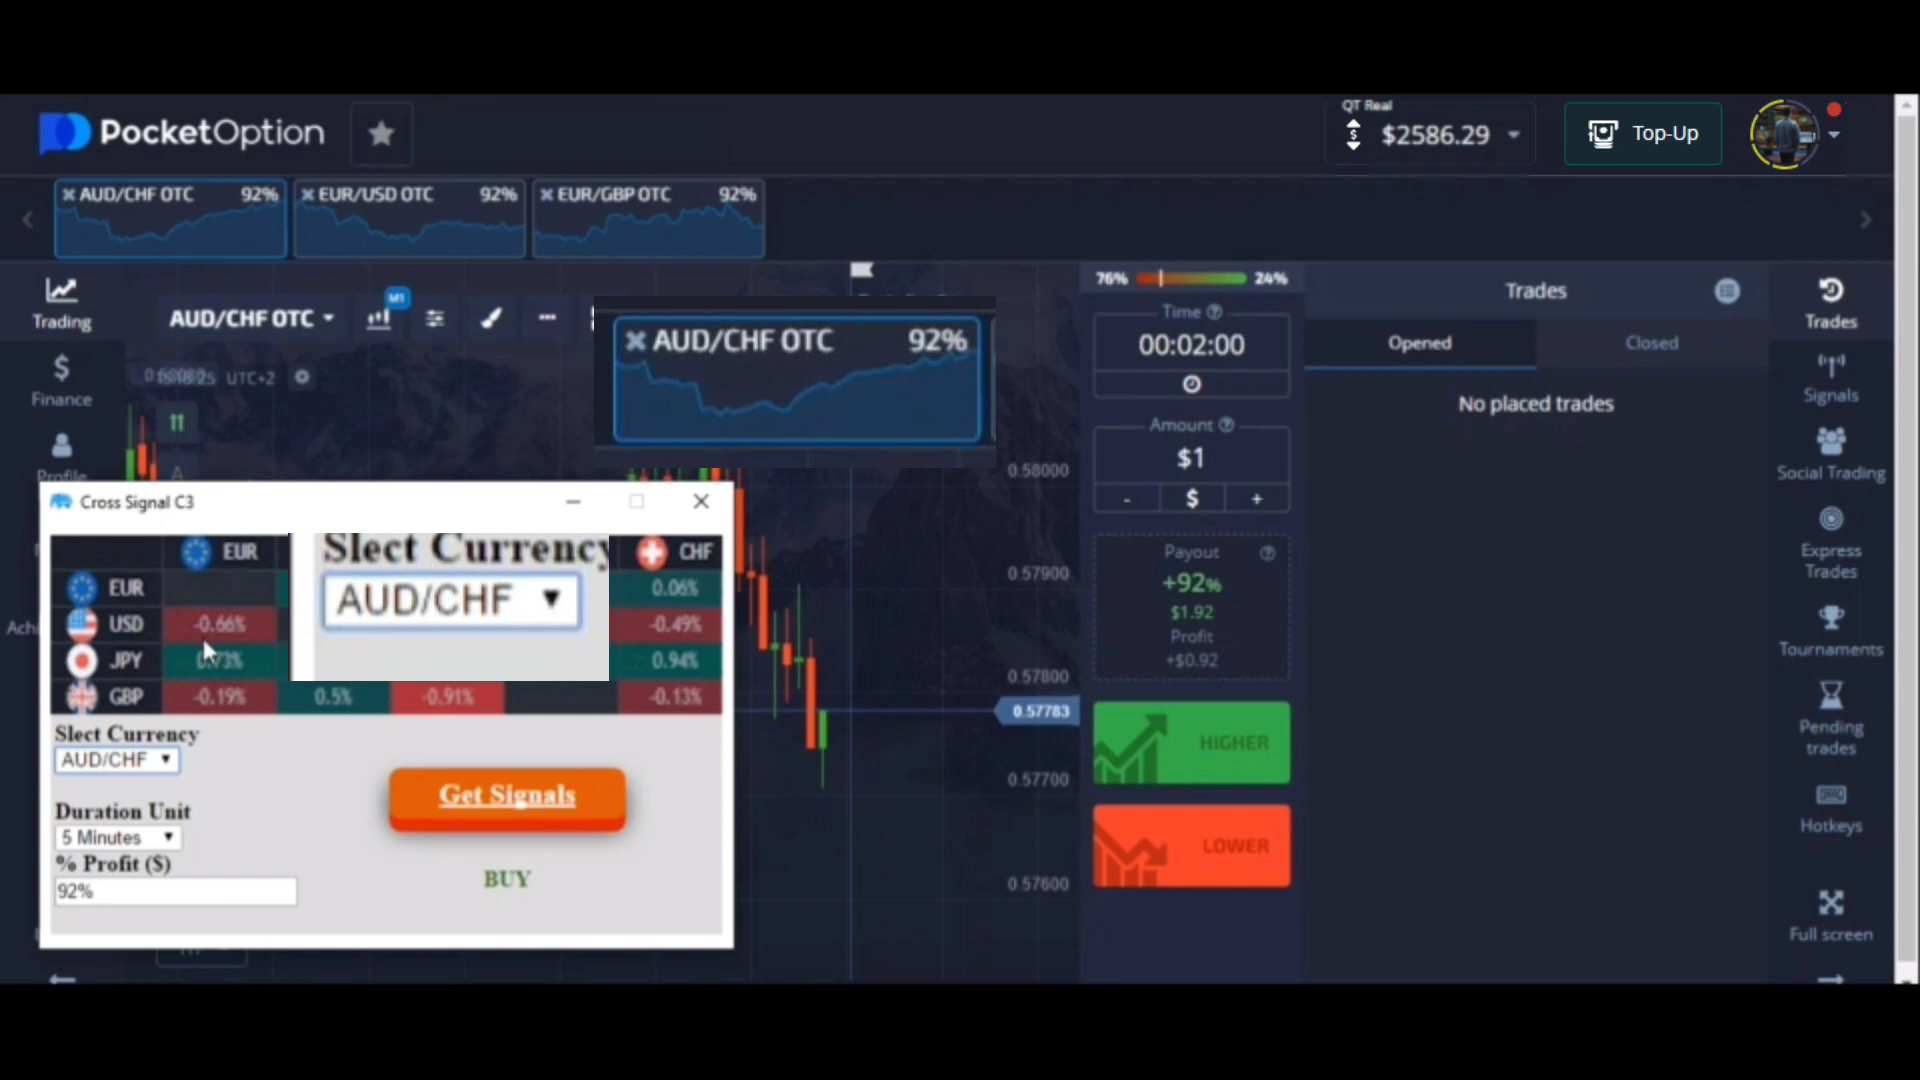 PocketOption
QT Real
$2586.29
Top-Up
AUD/CHF OTC 92%
EUR/USD OTC 92%
EUR/GBP OTC 92%
Trading
Finance
Profile
AUD/CHF OTC
M1
UTC+2
AUD/CHF OTC 92%
0.58000
0.57900
0.57800
0.57783
0.57700
0.57600
76% 24%
Time
00:02:00
Amount
$1
- $ +
Payout
+92%
$1.92
Profit
+$0.92
HIGHER
LOWER
Trades
Opened Closed
No placed trades
Trades
Signals
Social Trading
Express
Trades
Tournaments
Pending
trades
Hotkeys
Full screen
Cross Signal C3
EUR CHF
EUR 0.06%
USD -0.66% -0.49%
JPY 0.94%
GBP -0.19% 0.5% -0.91% -0.13%
Slect Currency
AUD/CHF
Slect Currency
AUD/CHF
Duration Unit
5 Minutes
% Profit ($)
92%
Get Signals
BUY